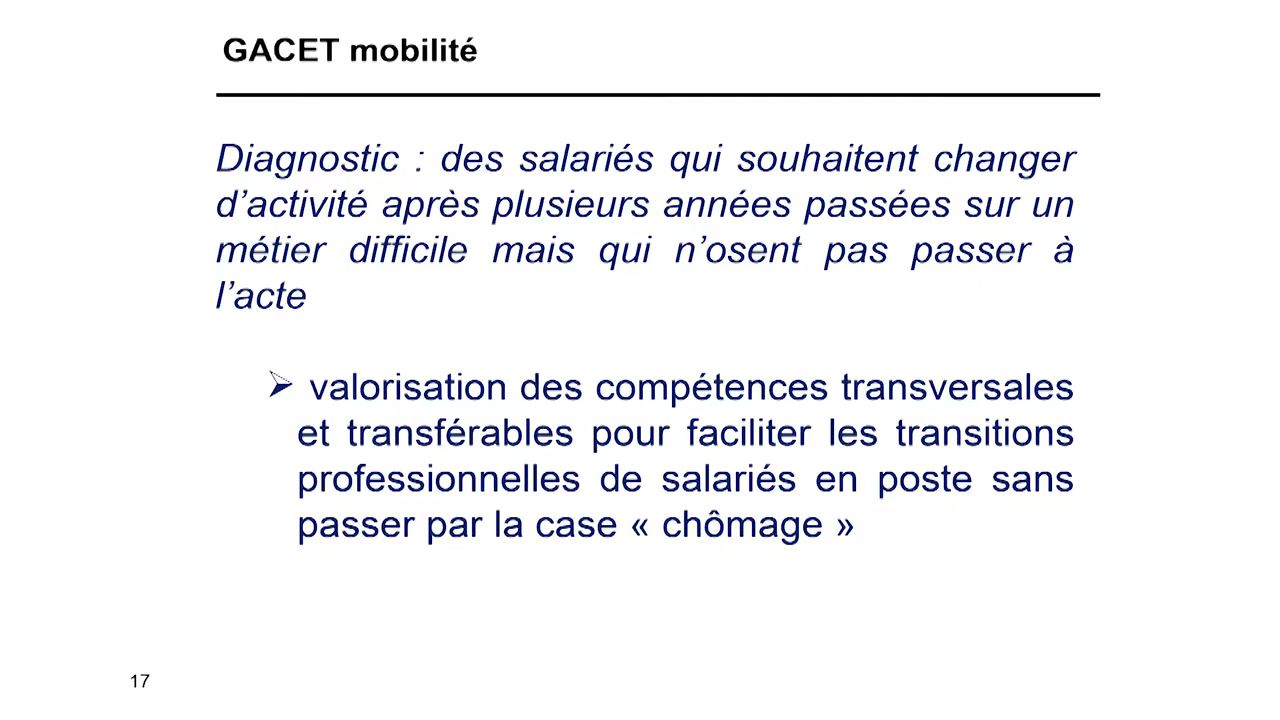 GACET mobilité
Diagnostic : des salariés qui souhaitent changer
d’activité après plusieurs années passées sur un
métier difficile mais qui n’osent pas passer à
l’acte
➢ valorisation des compétences transversales
et transférables pour faciliter les transitions
professionnelles de salariés en poste sans
passer par la case « chômage »
17